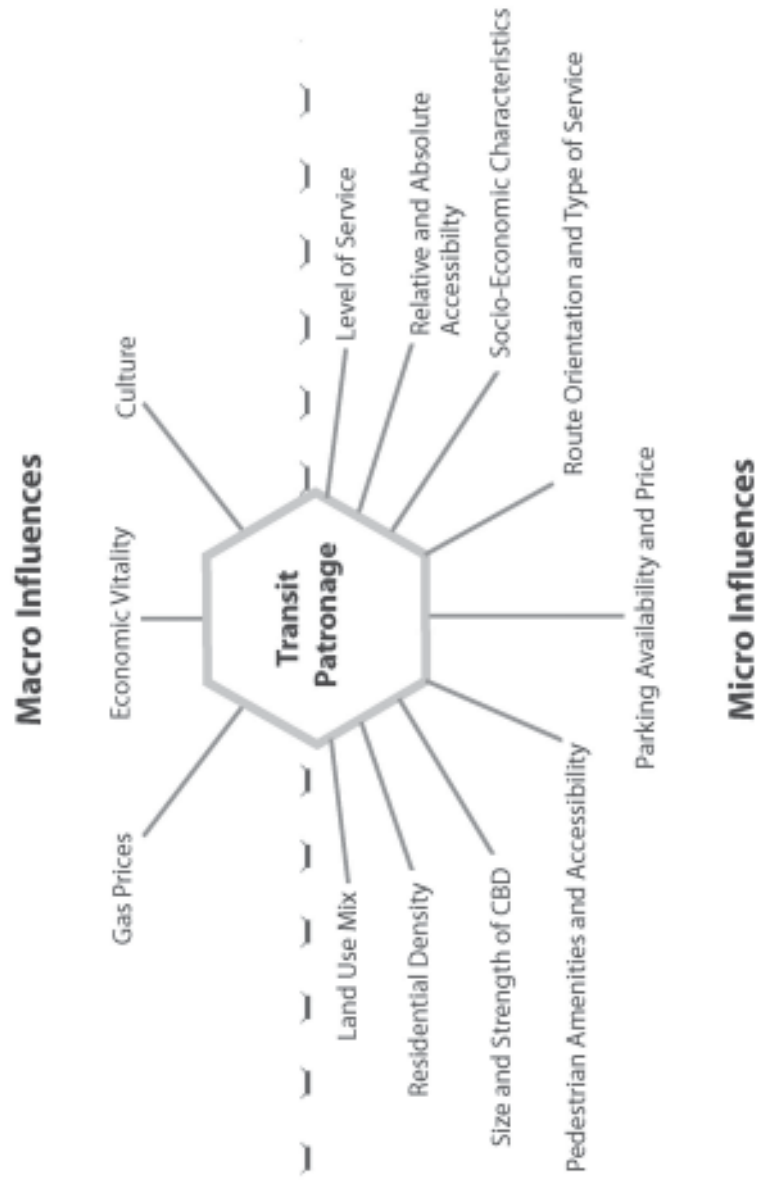 Macro Influences
Gas Prices
Economic Vitality
Culture
Transit
Patronage
Land Use Mix
Residential Density
Size and Strength of CBD
Pedestrian Amenities and Accessibility
Parking Availability and Price
Route Orientation and Type of Service
Socio-Economic Characteristics
Relative and Absolute
Accessibilty
Level of Service
Micro Influences